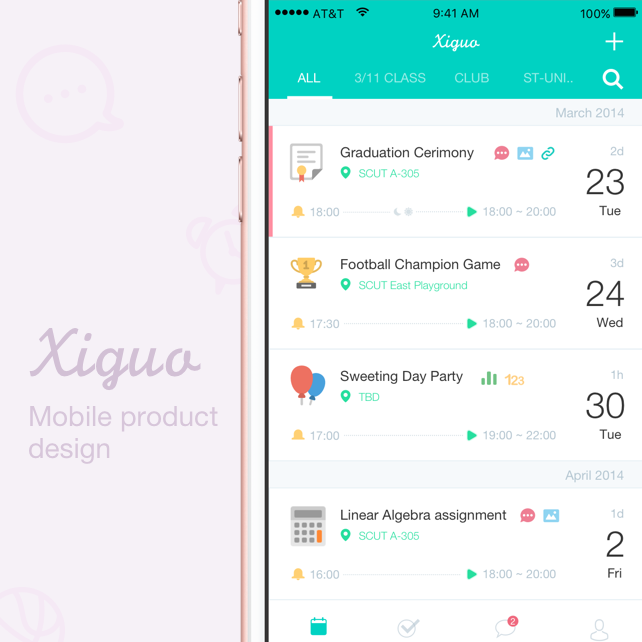 Xiguo
Mobile product
design
AT&T 9:41 AM 100%
Xiguo
ALL 3/11 CLASS CLUB ST-UNI..
March 2014
Graduation Cerimony 2d
SCUT A-305 23
18:00 18:00 ~ 20:00 Tue
1
Football Champion Game 3d
SCUT East Playground 24
17:30 18:00 ~ 20:00 Wed
Sweeting Day Party 123 1h
TBD 30
17:00 19:00 ~ 22:00 Tue
April 2014
Linear Algebra assignment 1d
SCUT A-305 2
16:00 18:00 ~ 20:00 Fri
2